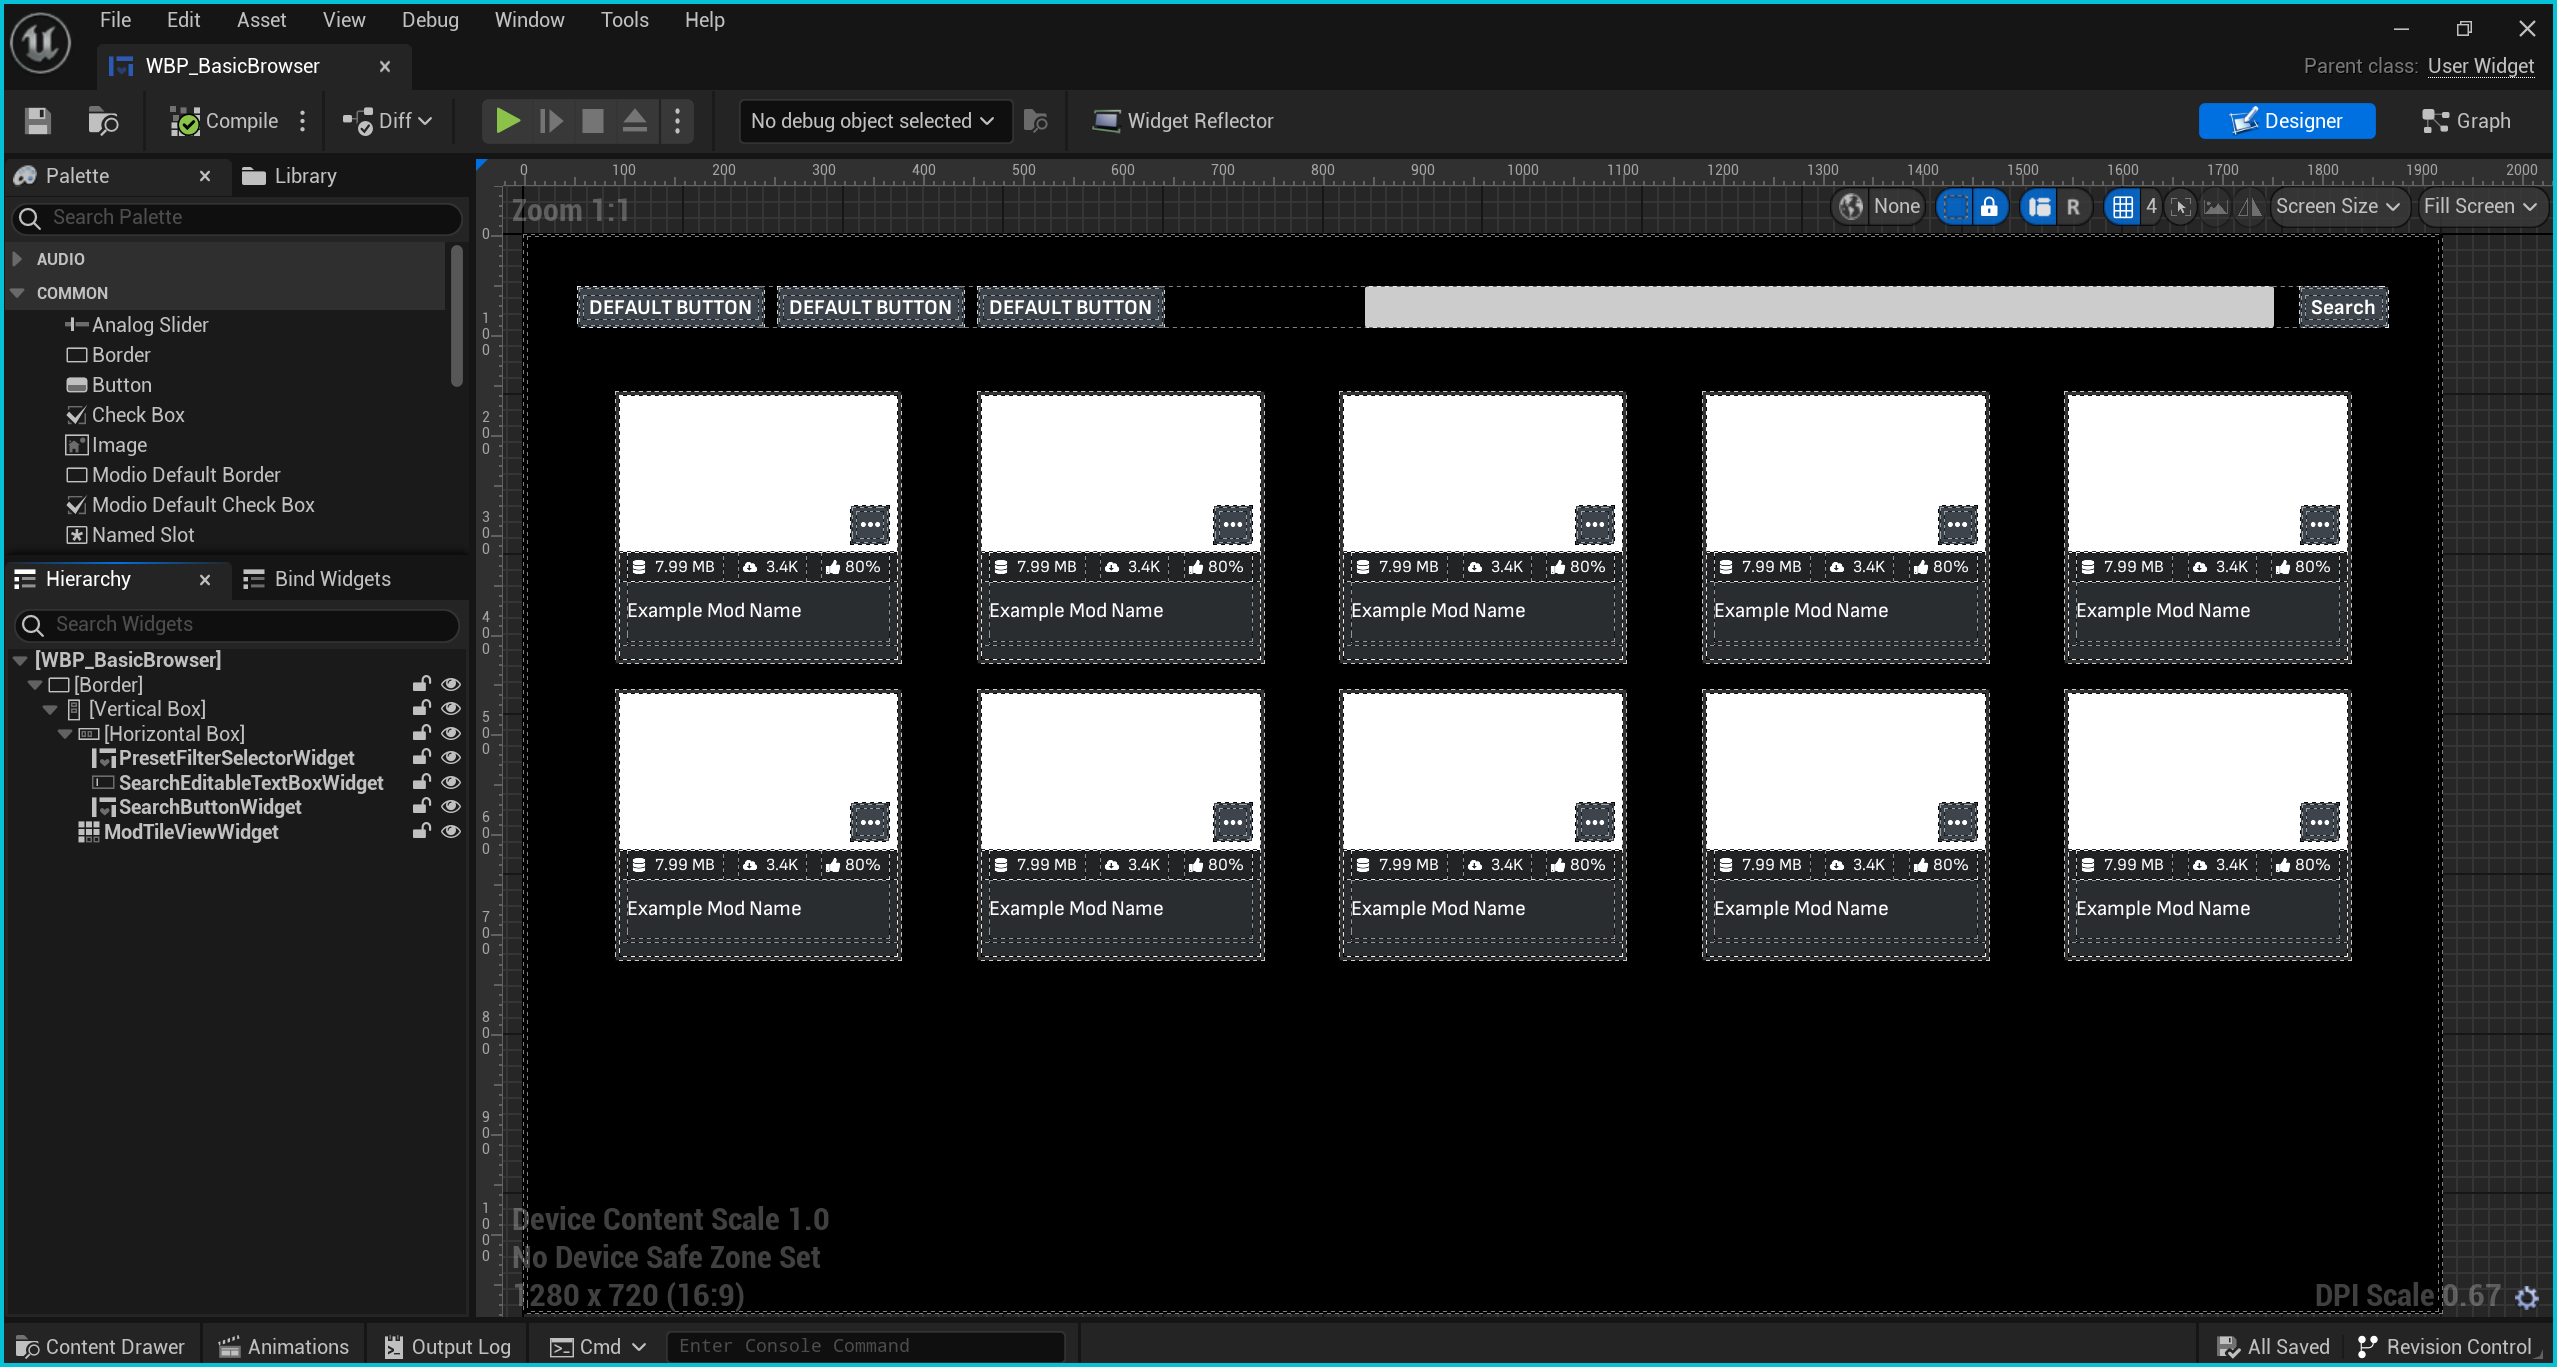 File Edit Asset View Debug Window Tools Help
WBP_BasicBrowser
Parent class: User Widget
Compile Diff No debug object selected Widget Reflector Designer Graph
Palette Library
Search Palette
AUDIO
COMMON
Analog Slider
Border
Button
Check Box
Image
Modio Default Border
Modio Default Check Box
Named Slot
Hierarchy Bind Widgets
Search Widgets
[WBP_BasicBrowser]
[Border]
[Vertical Box]
[Horizontal Box]
PresetFilterSelectorWidget
SearchEditableTextBoxWidget
SearchButtonWidget
ModTileViewWidget
0 100 200 300 400 500 600 700 800 900 1000 1100 1200 1300 1400 1500 1600 1700 1800 1900 2000
Zoom 1:1 None R 4 Screen Size Fill Screen
0
100
200
300
400
500
600
700
800
900
1000
DEFAULT BUTTON DEFAULT BUTTON DEFAULT BUTTON Search
7.99 MB 3.4K 80% 7.99 MB 3.4K 80% 7.99 MB 3.4K 80% 7.99 MB 3.4K 80% 7.99 MB 3.4K 80%
Example Mod Name Example Mod Name Example Mod Name Example Mod Name Example Mod Name
7.99 MB 3.4K 80% 7.99 MB 3.4K 80% 7.99 MB 3.4K 80% 7.99 MB 3.4K 80% 7.99 MB 3.4K 80%
Example Mod Name Example Mod Name Example Mod Name Example Mod Name Example Mod Name
Device Content Scale 1.0
No Device Safe Zone Set
1280 x 720 (16:9)
DPI Scale 0.67
Content Drawer Animations Output Log Cmd Enter Console Command All Saved Revision Control